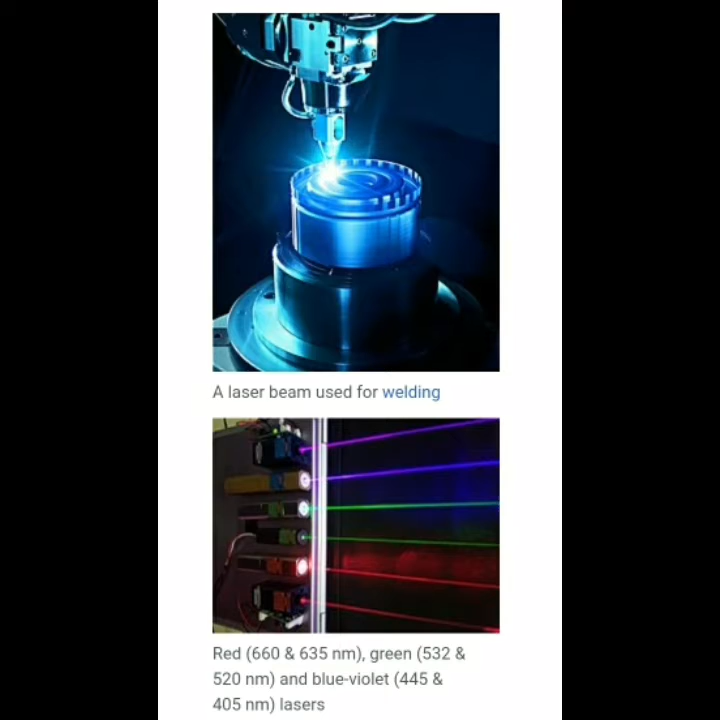 A laser beam used for welding
Red (660 & 635 nm), green (532 &
520 nm) and blue-violet (445 &
405 nm) lasers